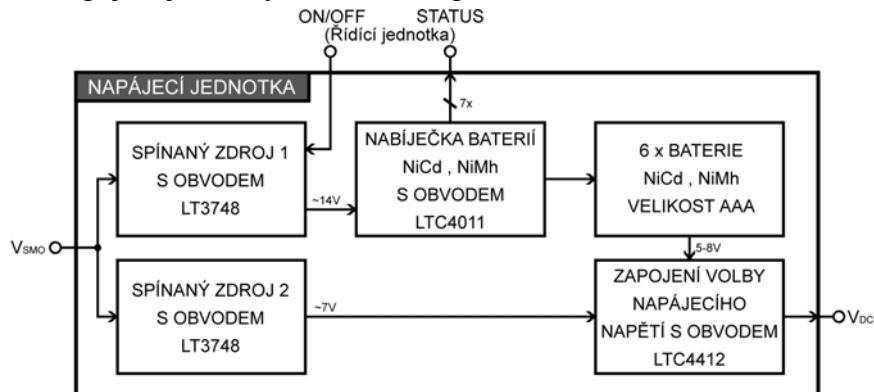 ON/OFF STATUS
(Řídící jednotka)
NAPÁJECÍ JEDNOTKA
7x
SPÍNANÝ ZDROJ 1
S OBVODEM
LT3748
~14V
NABÍJEČKA BATERIÍ
NiCd , NiMh
S OBVODEM
LTC4011
6 x BATERIE
NiCd , NiMh
VELIKOST AAA
5-8V
VSMO
SPÍNANÝ ZDROJ 2
S OBVODEM
LT3748
~7V
ZAPOJENÍ VOLBY
NAPÁJECÍHO
NAPĚTÍ S OBVODEM
LTC4412
VDC